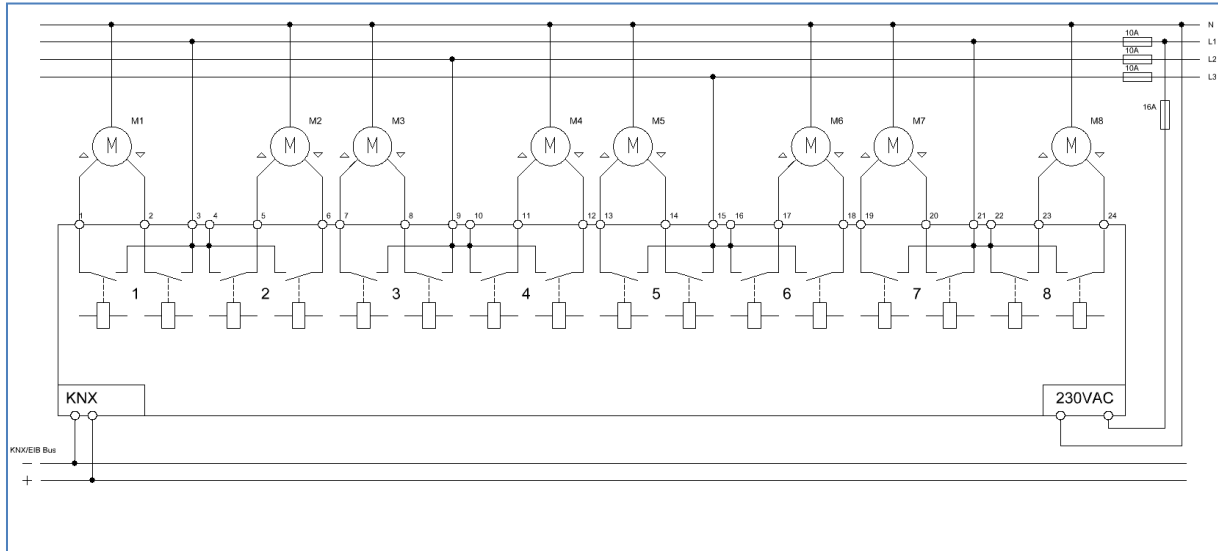 N
10A
L1
10A
L2
10A
L3
16A
M1 M2 M3 M4 M5 M6 M7 M8
M M M M M M M M
1 2 3 4 5 6 7 8 9 10 11 12 13 14 15 16 17 18 19 20 21 22 23 24
1 2 3 4 5 6 7 8
KNX 230VAC
KNX/EIB Bus
–
+